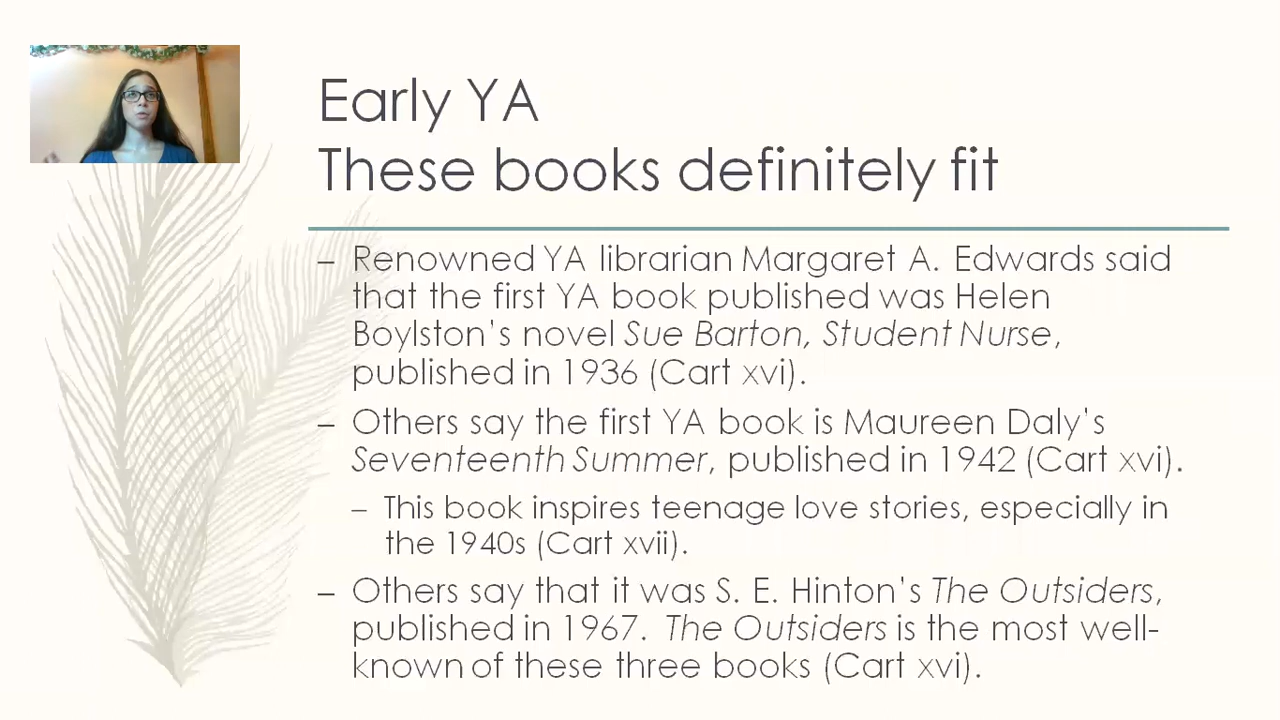 Early YA
These books definitely fit
– Renowned YA librarian Margaret A. Edwards said
that the first YA book published was Helen
Boylston's novel Sue Barton, Student Nurse,
published in 1936 (Cart xvi).
– Others say the first YA book is Maureen Daly's
Seventeenth Summer, published in 1942 (Cart xvi).
– This book inspires teenage love stories, especially in
the 1940s (Cart xvii).
– Others say that it was S. E. Hinton's The Outsiders,
published in 1967. The Outsiders is the most well-
known of these three books (Cart xvi).